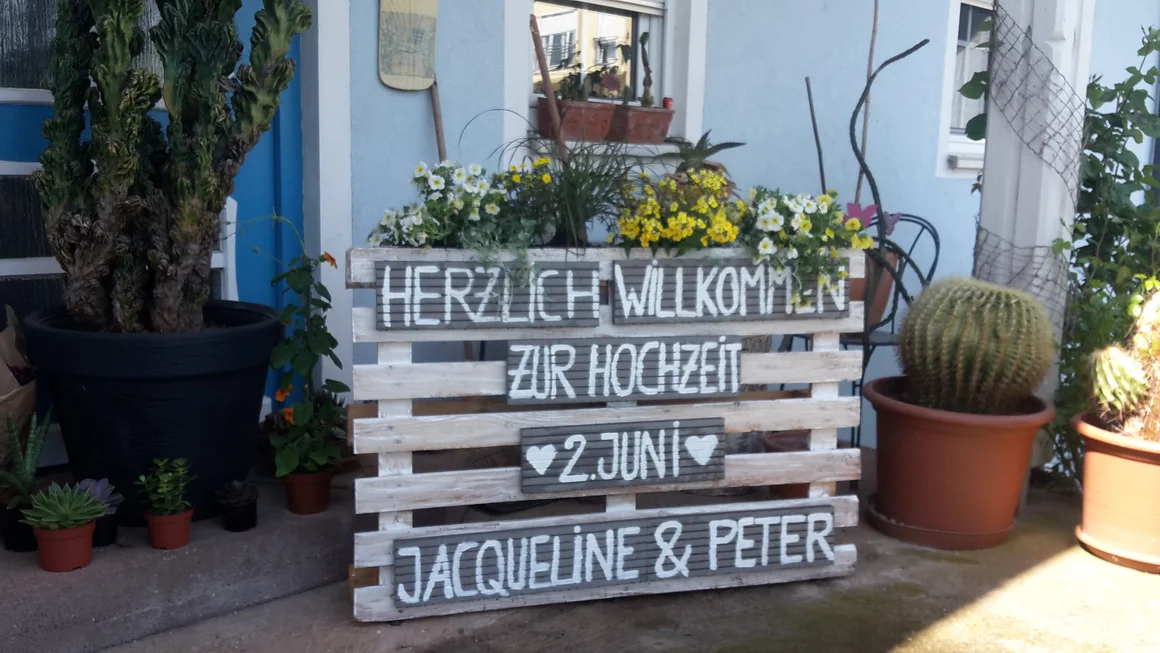 HERZLICH WILLKOMMEN
ZUR HOCHZEIT
♥ 2. JUNI ♥
JACQUELINE & PETER